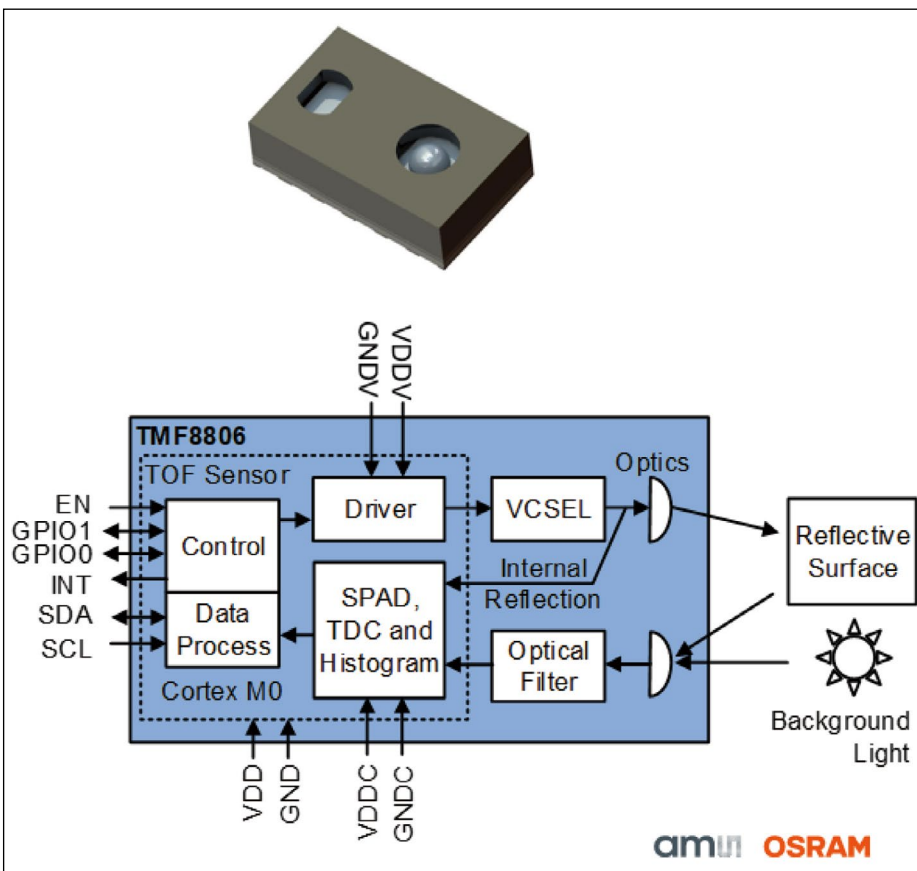 GNDV
VDDV
TMF8806
TOF Sensor
Optics
EN
GPIO1
GPIO0
INT
SDA
SCL
Control
Data
Process
Cortex M0
Driver
VCSEL
Internal
Reflection
SPAD,
TDC and
Histogram
Optical
Filter
Reflective
Surface
Background
Light
VDD
GND
VDDC
GNDC
amu OSRAM